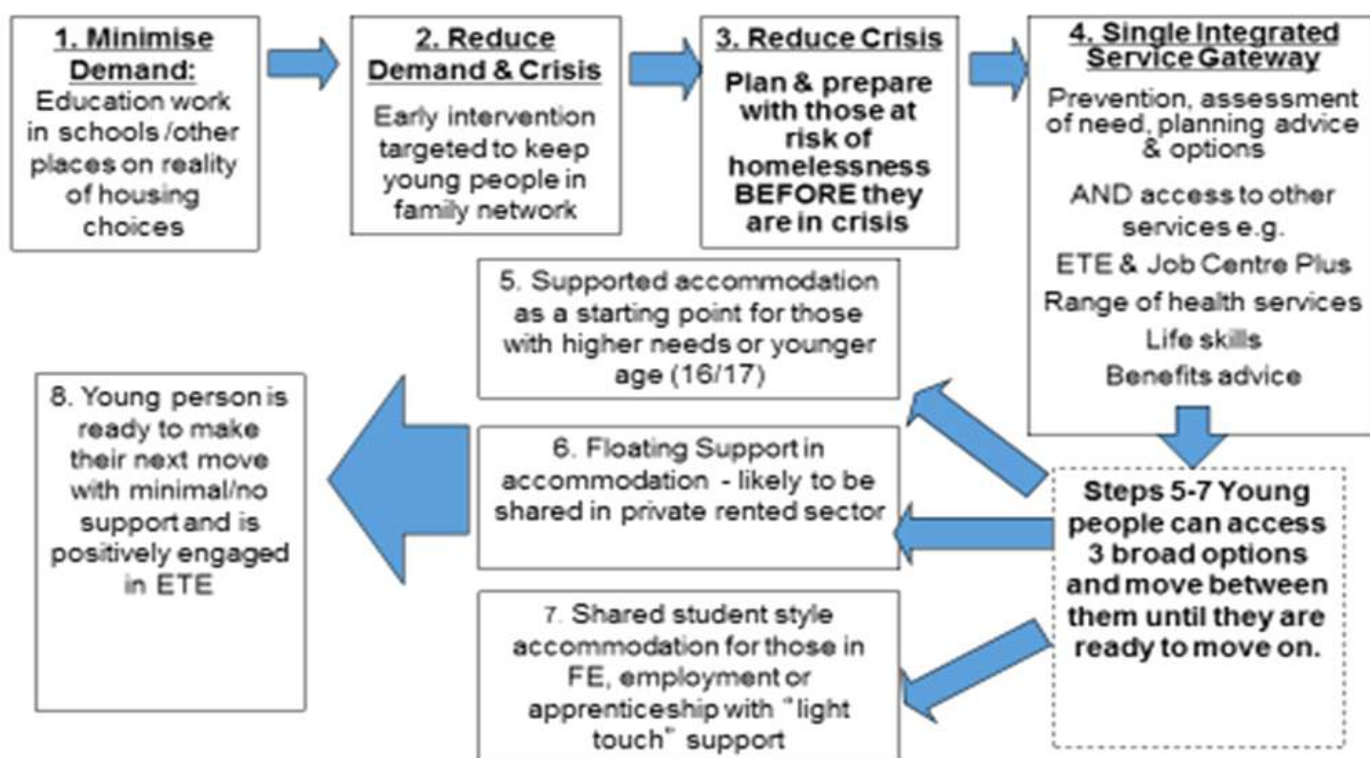 1. Minimise
Demand:
Education work
in schools /other
places on reality
of housing
choices
2. Reduce
Demand & Crisis
Early intervention
targeted to keep
young people in
family network
3. Reduce Crisis
Plan & prepare
with those at
risk of
homelessness
BEFORE they
are in crisis
4. Single Integrated
Service Gateway
Prevention, assessment
of need, planning advice
& options
AND access to other
services e.g.
ETE & Job Centre Plus
Range of health services
Life skills
Benefits advice
Steps 5-7 Young
people can access
3 broad options
and move between
them until they are
ready to move on.
5. Supported accommodation
as a starting point for those
with higher needs or younger
age (16/17)
6. Floating Support in
accommodation - likely to be
shared in private rented sector
7. Shared student style
accommodation for those in
FE, employment or
apprenticeship with "light
touch" support
8. Young person is
ready to make
their next move
with minimal/no
support and is
positively engaged
in ETE